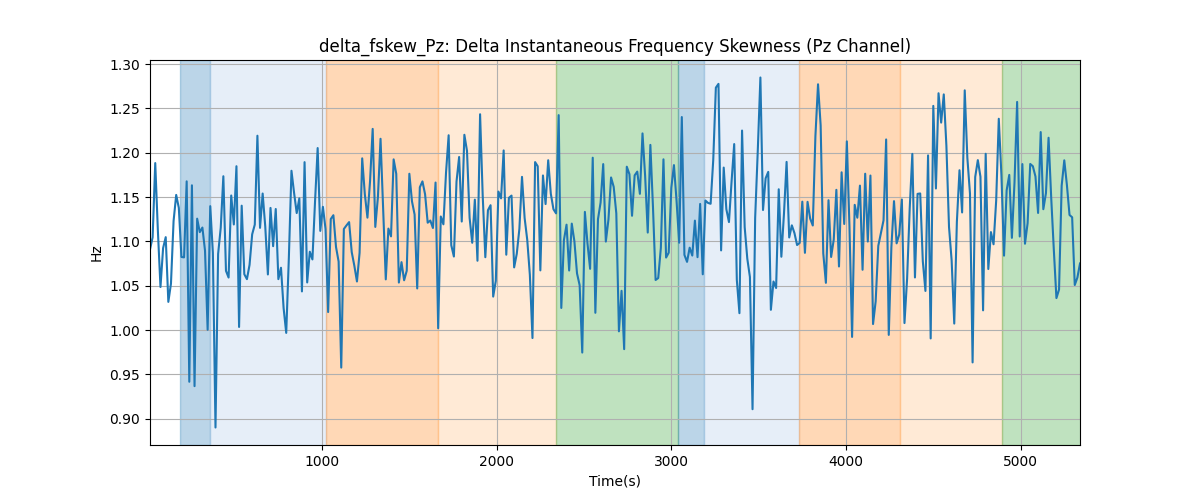 delta_fskew_Pz: Delta Instantaneous Frequency Skewness (Pz Channel)
1.30
1.25
1.20
1.15
1.10
1.05
1.00
0.95
0.90
Hz
1000 2000 3000 4000 5000
Time(s)